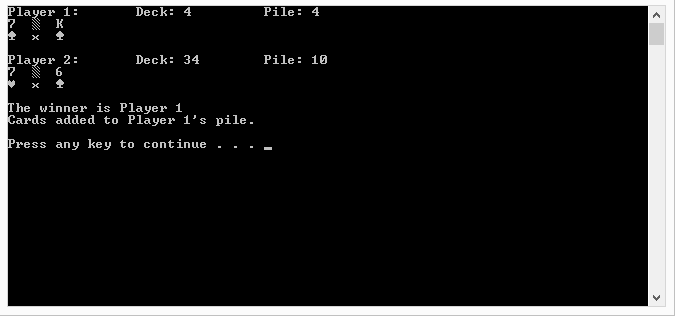 Player 1:       Deck: 4         Pile: 4
7  ▒  K
♠  x  ♠
Player 2:       Deck: 34        Pile: 10
7  ▒  6
♥  x  ♠
The winner is Player 1
Cards added to Player 1's pile.
Press any key to continue . . . _